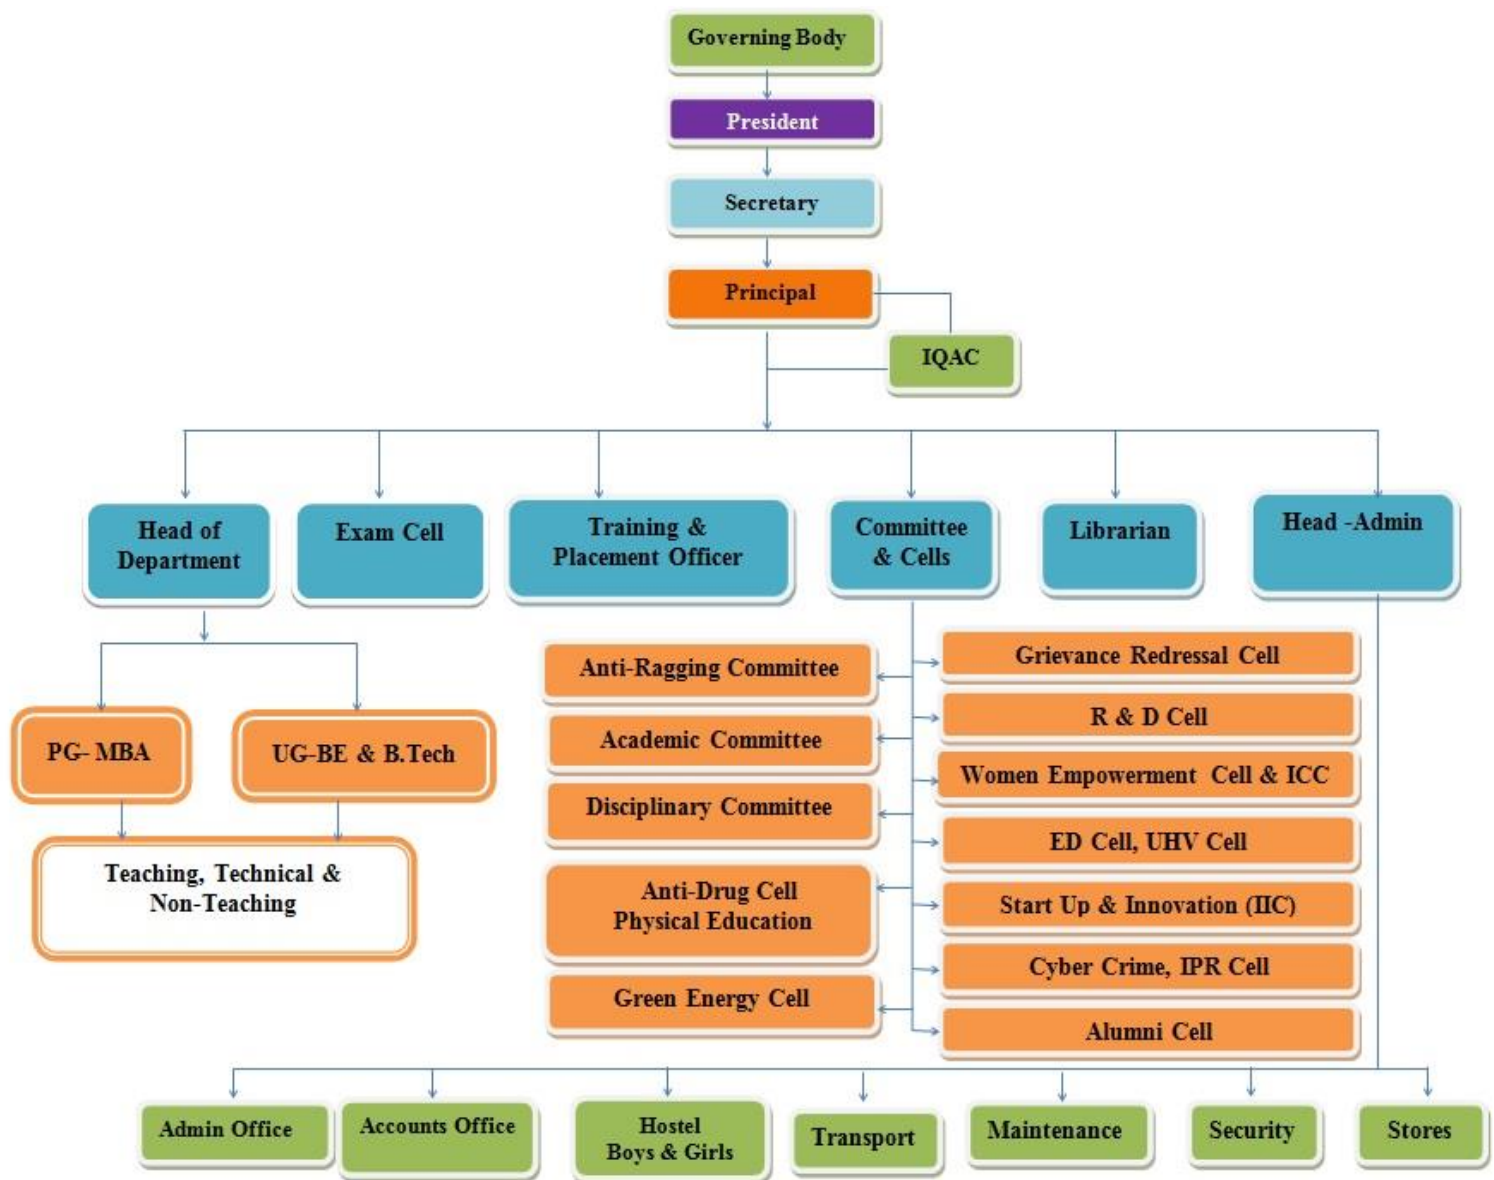 Governing Body
President
Secretary
Principal
IQAC
Head of
Department
Exam Cell
Training &
Placement Officer
Committee
& Cells
Librarian
Head -Admin
PG- MBA
UG-BE & B.Tech
Teaching, Technical &
Non-Teaching
Anti-Ragging Committee
Academic Committee
Disciplinary Committee
Anti-Drug Cell
Physical Education
Green Energy Cell
Grievance Redressal Cell
R & D Cell
Women Empowerment Cell & ICC
ED Cell, UHV Cell
Start Up & Innovation (IIC)
Cyber Crime, IPR Cell
Alumni Cell
Admin Office
Accounts Office
Hostel
Boys & Girls
Transport
Maintenance
Security
Stores